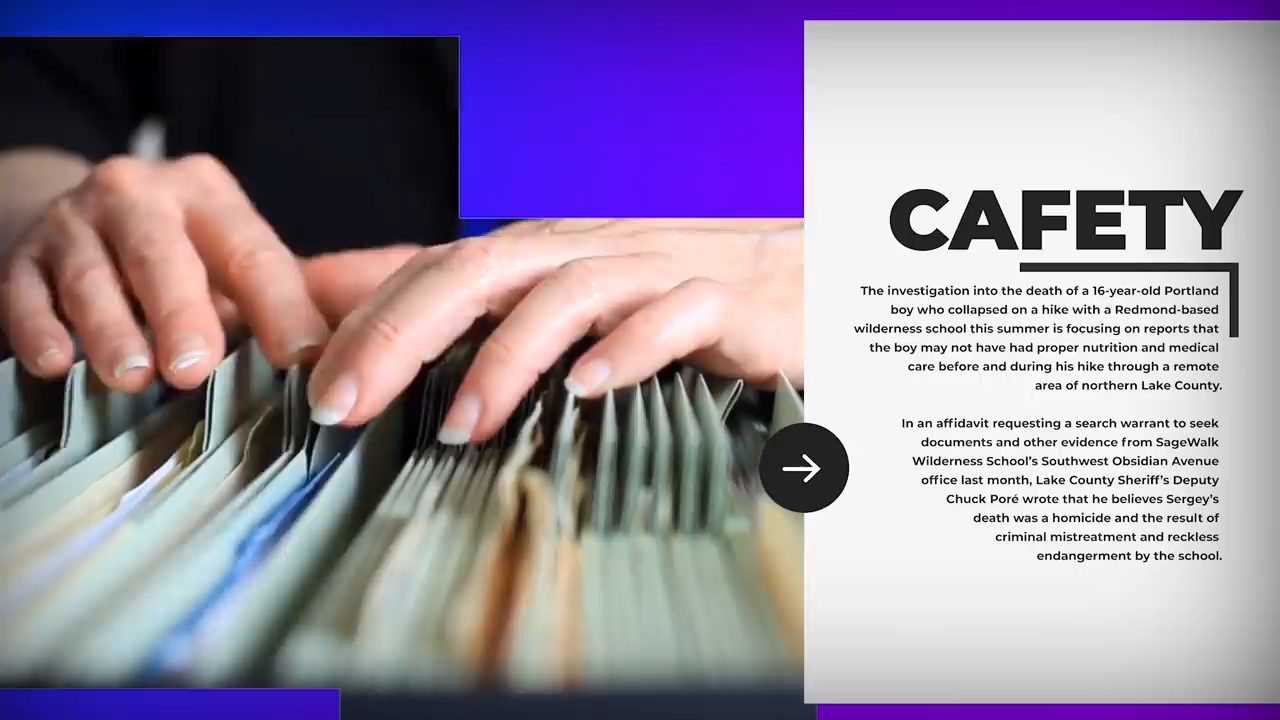 CAFETY
The investigation into the death of a 16-year-old Portland
boy who collapsed on a hike with a Redmond-based
wilderness school this summer is focusing on reports that
the boy may not have had proper nutrition and medical
care before and during his hike through a remote
area of northern Lake County.
In an affidavit requesting a search warrant to seek
documents and other evidence from SageWalk
Wilderness School's Southwest Obsidian Avenue
office last month, Lake County Sheriff's Deputy
Chuck Poré wrote that he believes Sergey's
death was a homicide and the result of
criminal mistreatment and reckless
endangerment by the school.